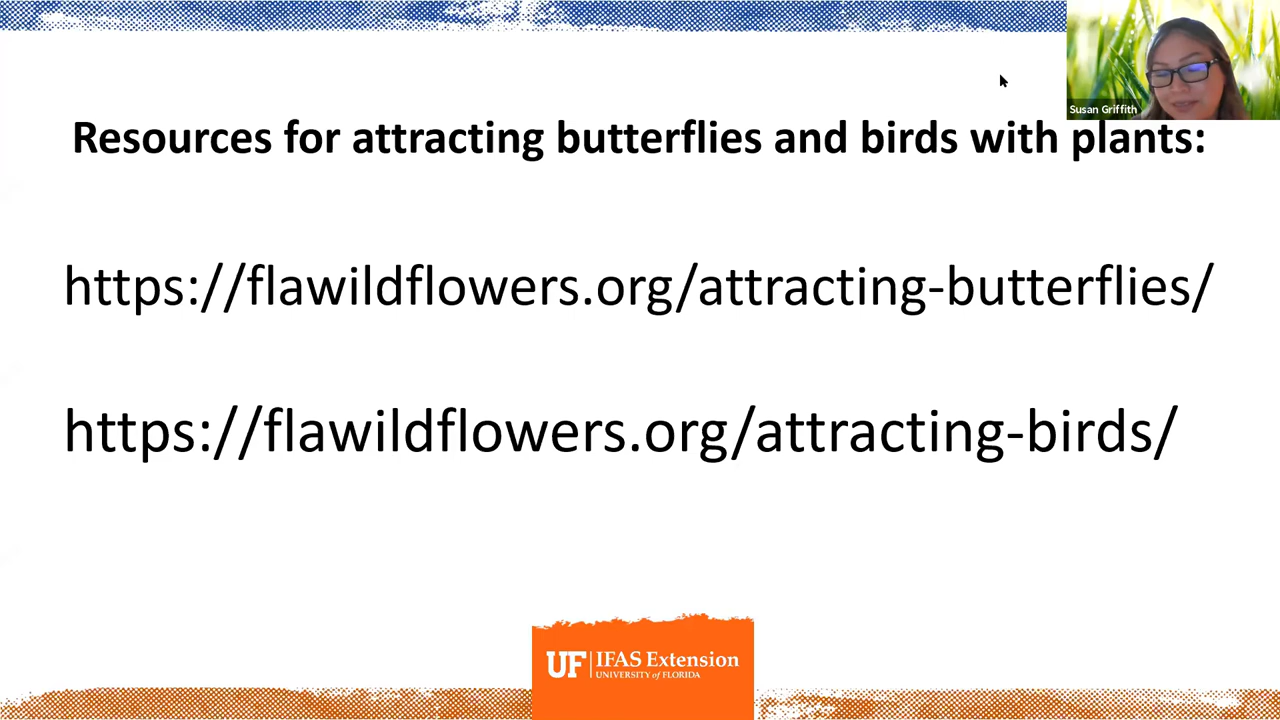 Susan Griffith
Resources for attracting butterflies and birds with plants:
https://flawildflowers.org/attracting-butterflies/
https://flawildflowers.org/attracting-birds/
UF | IFAS Extension
UNIVERSITY of FLORIDA